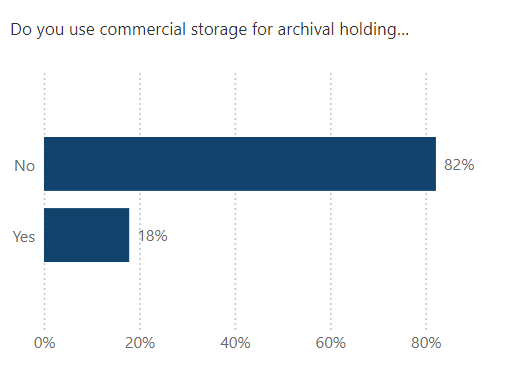 Do you use commercial storage for archival holding...
No
82%
Yes
18%
0%
20%
40%
60%
80%